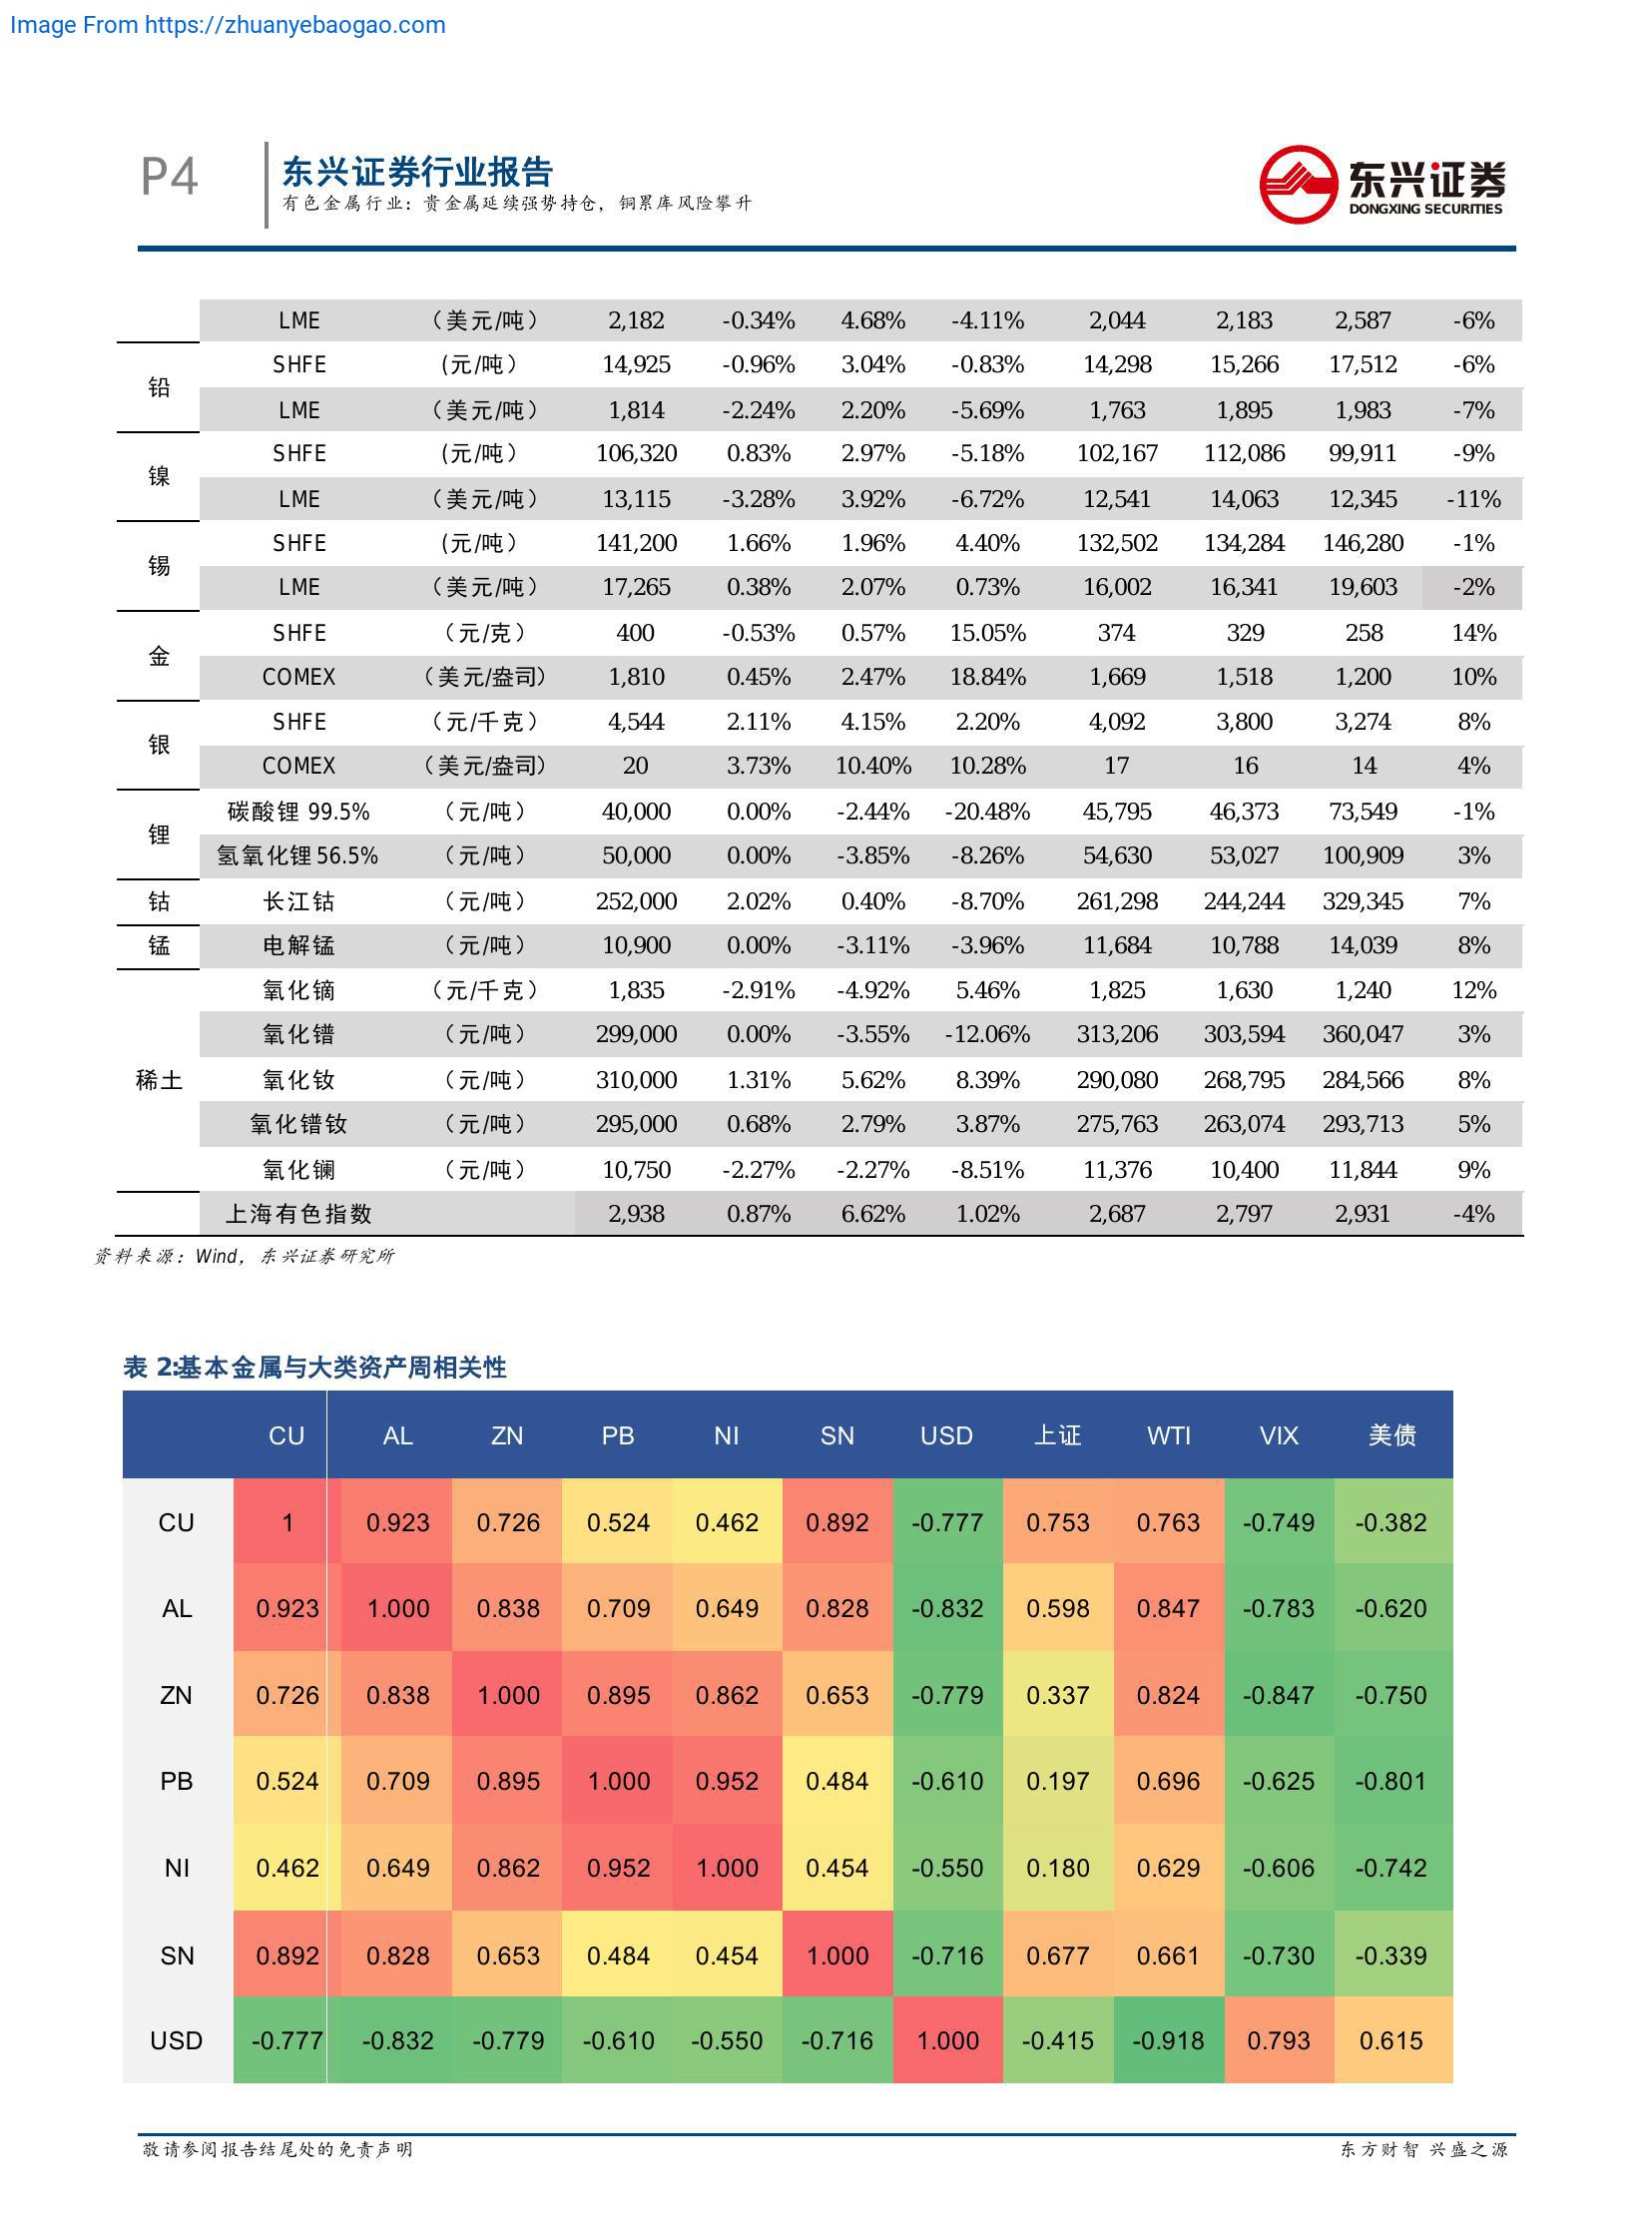 Image From https://zhuanyebaogao.com
P4
东兴证券行业报告
有色金属行业：贵金属延续强势持仓，铜累库风险攀升
东兴证券
DONGXING SECURITIES
LME （美元/吨） 2,182 -0.34% 4.68% -4.11% 2,044 2,183 2,587 -6%
铅 SHFE (元/吨） 14,925 -0.96% 3.04% -0.83% 14,298 15,266 17,512 -6%
LME （美元/吨） 1,814 -2.24% 2.20% -5.69% 1,763 1,895 1,983 -7%
镍 SHFE (元/吨） 106,320 0.83% 2.97% -5.18% 102,167 112,086 99,911 -9%
LME （美元/吨） 13,115 -3.28% 3.92% -6.72% 12,541 14,063 12,345 -11%
锡 SHFE (元/吨） 141,200 1.66% 1.96% 4.40% 132,502 134,284 146,280 -1%
LME （美元/吨） 17,265 0.38% 2.07% 0.73% 16,002 16,341 19,603 -2%
金 SHFE （元/克） 400 -0.53% 0.57% 15.05% 374 329 258 14%
COMEX （美元/盎司） 1,810 0.45% 2.47% 18.84% 1,669 1,518 1,200 10%
银 SHFE （元/千克） 4,544 2.11% 4.15% 2.20% 4,092 3,800 3,274 8%
COMEX （美元/盎司） 20 3.73% 10.40% 10.28% 17 16 14 4%
锂 碳酸锂 99.5% （元/吨） 40,000 0.00% -2.44% -20.48% 45,795 46,373 73,549 -1%
氢氧化锂 56.5% （元/吨） 50,000 0.00% -3.85% -8.26% 54,630 53,027 100,909 3%
钴 长江钴 （元/吨） 252,000 2.02% 0.40% -8.70% 261,298 244,244 329,345 7%
锰 电解锰 （元/吨） 10,900 0.00% -3.11% -3.96% 11,684 10,788 14,039 8%
稀土 氧化镝 （元/千克） 1,835 -2.91% -4.92% 5.46% 1,825 1,630 1,240 12%
氧化镨 （元/吨） 299,000 0.00% -3.55% -12.06% 313,206 303,594 360,047 3%
氧化钕 （元/吨） 310,000 1.31% 5.62% 8.39% 290,080 268,795 284,566 8%
氧化镨钕 （元/吨） 295,000 0.68% 2.79% 3.87% 275,763 263,074 293,713 5%
氧化镧 （元/吨） 10,750 -2.27% -2.27% -8.51% 11,376 10,400 11,844 9%
上海有色指数 2,938 0.87% 6.62% 1.02% 2,687 2,797 2,931 -4%
资料来源：Wind，东兴证券研究所
表 2:基本金属与大类资产周相关性
CU AL ZN PB NI SN USD 上证 WTI VIX 美债
CU 1 0.923 0.726 0.524 0.462 0.892 -0.777 0.753 0.763 -0.749 -0.382
AL 0.923 1.000 0.838 0.709 0.649 0.828 -0.832 0.598 0.847 -0.783 -0.620
ZN 0.726 0.838 1.000 0.895 0.862 0.653 -0.779 0.337 0.824 -0.847 -0.750
PB 0.524 0.709 0.895 1.000 0.952 0.484 -0.610 0.197 0.696 -0.625 -0.801
NI 0.462 0.649 0.862 0.952 1.000 0.454 -0.550 0.180 0.629 -0.606 -0.742
SN 0.892 0.828 0.653 0.484 0.454 1.000 -0.716 0.677 0.661 -0.730 -0.339
USD -0.777 -0.832 -0.779 -0.610 -0.550 -0.716 1.000 -0.415 -0.918 0.793 0.615
敬请参阅报告结尾处的免责声明
东方财智 兴盛之源